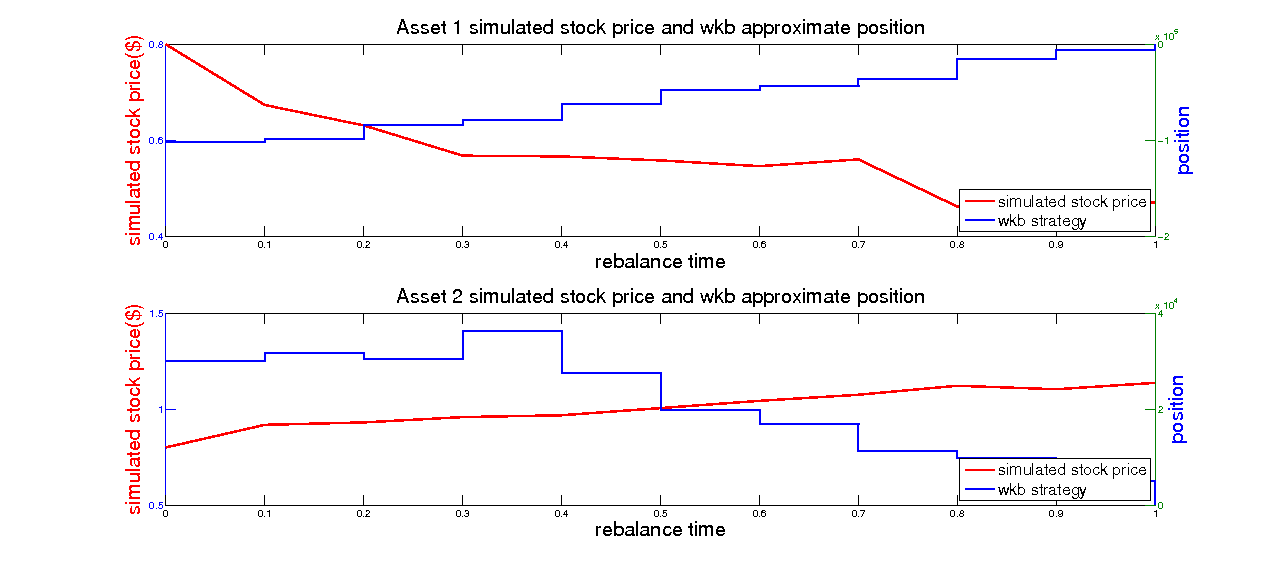 Asset 1 simulated stock price and wkb approximate position
x 10^5
0.8
0.6
0.4
simulated stock price($)
0
-1
-2
position
simulated stock price
wkb strategy
0 0.1 0.2 0.3 0.4 0.5 0.6 0.7 0.8 0.9 1
rebalance time
Asset 2 simulated stock price and wkb approximate position
x 10^4
1.5
1
0.5
simulated stock price($)
4
2
0
position
simulated stock price
wkb strategy
0 0.1 0.2 0.3 0.4 0.5 0.6 0.7 0.8 0.9 1
rebalance time